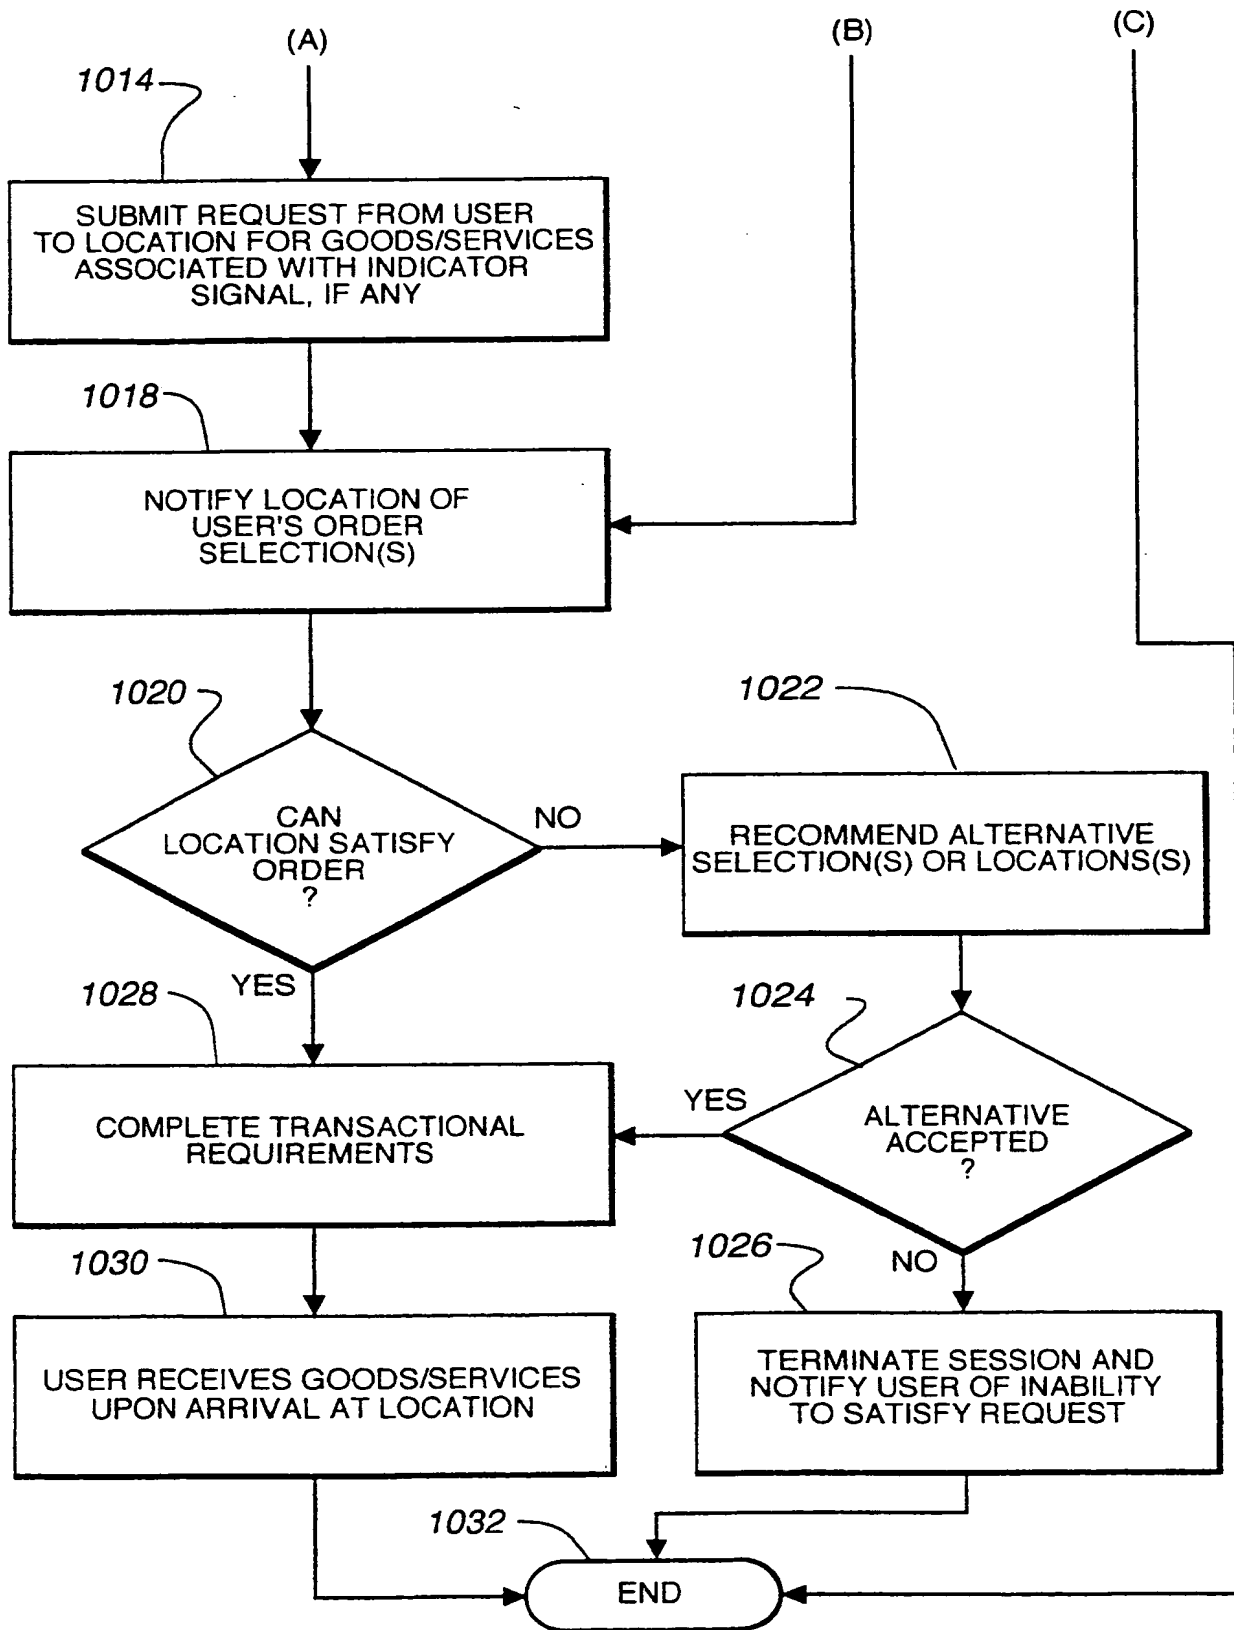 (A)
(B)
(C)
1014
SUBMIT REQUEST FROM USER
TO LOCATION FOR GOODS/SERVICES
ASSOCIATED WITH INDICATOR
SIGNAL, IF ANY
1018
NOTIFY LOCATION OF
USER'S ORDER
SELECTION(S)
1020
CAN
LOCATION SATISFY
ORDER
?
NO
YES
1022
RECOMMEND ALTERNATIVE
SELECTION(S) OR LOCATIONS(S)
1024
ALTERNATIVE
ACCEPTED
?
YES
NO
1028
COMPLETE TRANSACTIONAL
REQUIREMENTS
1026
TERMINATE SESSION AND
NOTIFY USER OF INABILITY
TO SATISFY REQUEST
1030
USER RECEIVES GOODS/SERVICES
UPON ARRIVAL AT LOCATION
1032
END